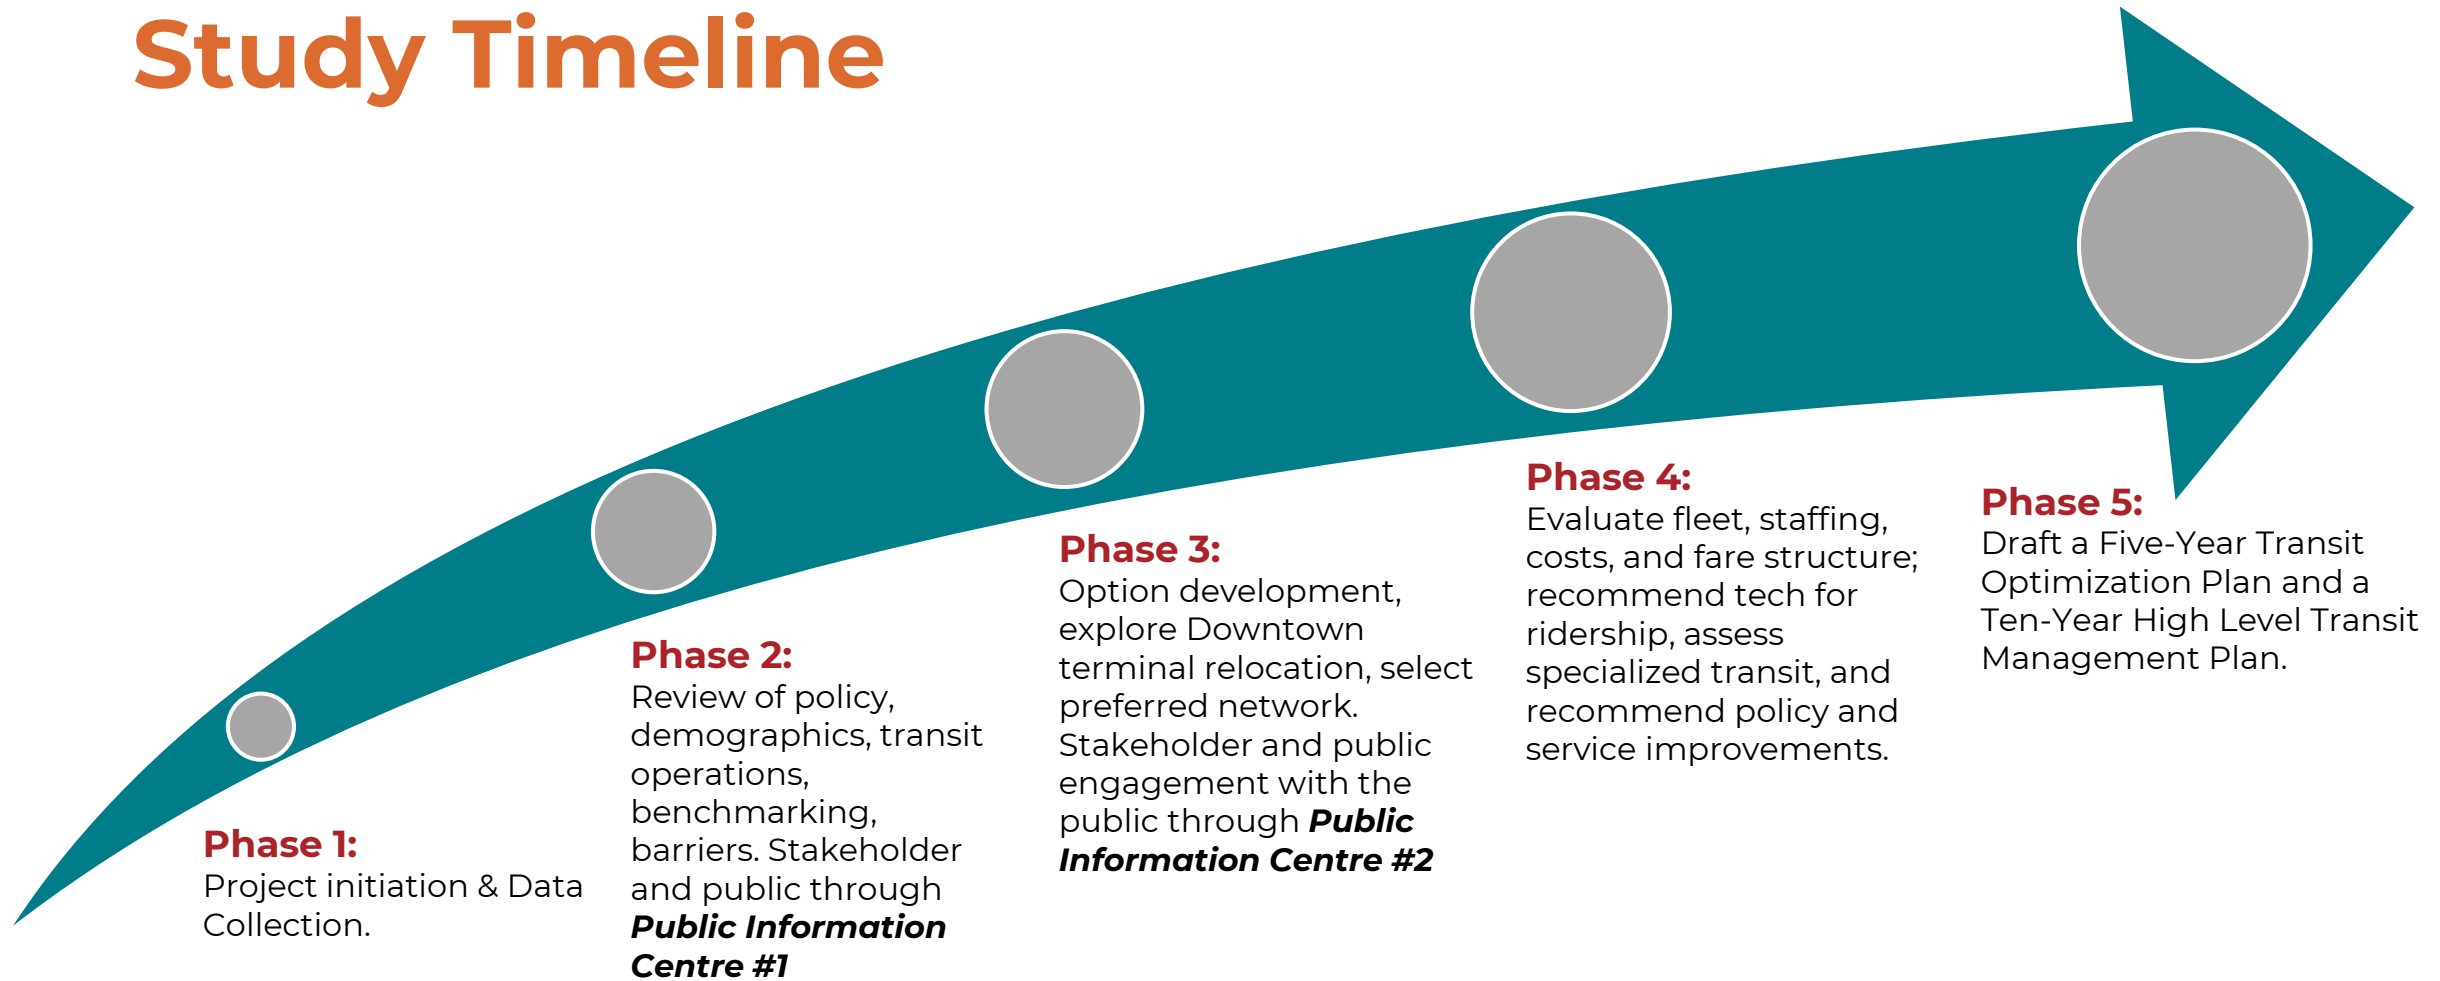 Study Timeline
Phase 1:
Project initiation & Data
Collection.
Phase 2:
Review of policy,
demographics, transit
operations,
benchmarking,
barriers. Stakeholder
and public through
Public Information
Centre #1
Phase 3:
Option development,
explore Downtown
terminal relocation, select
preferred network.
Stakeholder and public
engagement with the
public through Public
Information Centre #2
Phase 4:
Evaluate fleet, staffing,
costs, and fare structure;
recommend tech for
ridership, assess
specialized transit, and
recommend policy and
service improvements.
Phase 5:
Draft a Five-Year Transit
Optimization Plan and a
Ten-Year High Level Transit
Management Plan.